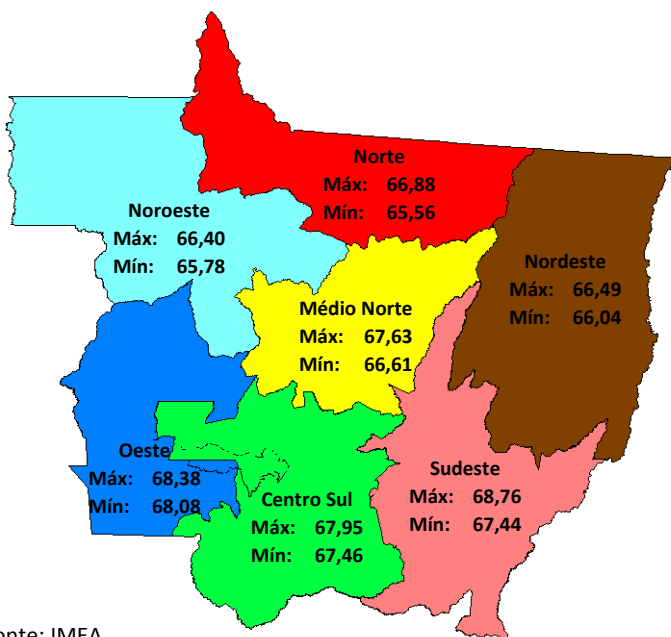 Norte
Máx: 66,88
Mín: 65,56
Noroeste
Máx: 66,40
Mín: 65,78
Nordeste
Máx: 66,49
Mín: 66,04
Médio Norte
Máx: 67,63
Mín: 66,61
Oeste
Máx: 68,38
Mín: 68,08
Centro Sul
Máx: 67,95
Mín: 67,46
Sudeste
Máx: 68,76
Mín: 67,44
onte: IMEA